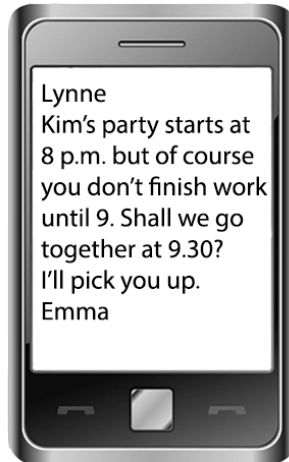 Lynne
Kim's party starts at
8 p.m. but of course
you don't finish work
until 9. Shall we go
together at 9.30?
I'll pick you up.
Emma